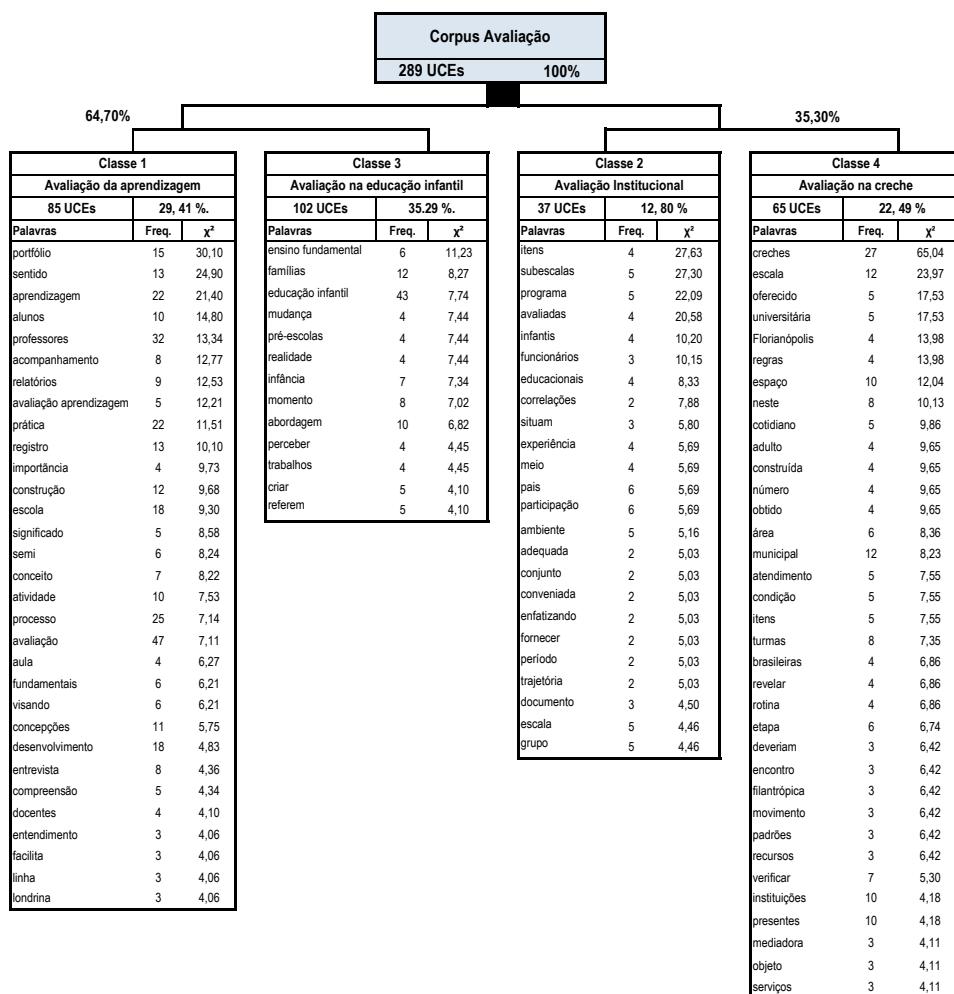 Corpus Avaliação
289 UCEs 100%
64,70%
35,30%
Classe 1
Avaliação da aprendizagem
85 UCEs 29, 41 %.
Palavras Freq. χ²
portfólio 15 30,10
sentido 13 24,90
aprendizagem 22 21,40
alunos 10 14,80
professores 32 13,34
acompanhamento 8 12,77
relatórios 9 12,53
avaliação aprendizagem 5 12,21
prática 22 11,51
registro 13 10,10
importância 4 9,73
construção 12 9,68
escola 18 9,30
significado 5 8,58
semi 6 8,24
conceito 7 8,22
atividade 10 7,53
processo 25 7,14
avaliação 47 7,11
aula 4 6,27
fundamentais 6 6,21
visando 6 6,21
concepções 11 5,75
desenvolvimento 18 4,83
entrevista 8 4,36
compreensão 5 4,34
docentes 4 4,10
entendimento 3 4,06
facilita 3 4,06
linha 3 4,06
londrina 3 4,06
Classe 3
Avaliação na educação infantil
102 UCEs 35.29 %.
Palavras Freq. χ²
ensino fundamental 6 11,23
famílias 12 8,27
educação infantil 43 7,74
mudança 4 7,44
pré-escolas 4 7,44
realidade 4 7,44
infância 7 7,34
momento 8 7,02
abordagem 10 6,82
perceber 4 4,45
trabalhos 4 4,45
criar 5 4,10
referem 5 4,10
Classe 2
Avaliação Institucional
37 UCEs 12, 80 %
Palavras Freq. χ²
itens 4 27,63
subescalas 5 27,30
programa 5 22,09
avaliadas 4 20,58
infantis 4 10,20
funcionários 3 10,15
educacionais 4 8,33
correlações 2 7,88
situam 3 5,80
experiência 4 5,69
meio 4 5,69
pais 6 5,69
participação 6 5,69
ambiente 5 5,16
adequada 2 5,03
conjunto 2 5,03
conveniada 2 5,03
enfatizando 2 5,03
fornecer 2 5,03
período 2 5,03
trajetória 2 5,03
documento 3 4,50
escala 5 4,46
grupo 5 4,46
Classe 4
Avaliação na creche
65 UCEs 22, 49 %
Palavras Freq. χ²
creches 27 65,04
escala 12 23,97
oferecido 5 17,53
universitária 5 17,53
Florianópolis 4 13,98
regras 4 13,98
espaço 10 12,04
neste 8 10,13
cotidiano 5 9,86
adulto 4 9,65
construída 4 9,65
número 4 9,65
obtido 4 9,65
área 6 8,36
municipal 12 8,23
atendimento 5 7,55
condição 5 7,55
itens 5 7,55
turmas 8 7,35
brasileiras 4 6,86
revelar 4 6,86
rotina 4 6,86
etapa 6 6,74
deveriam 3 6,42
encontro 3 6,42
filantrópica 3 6,42
movimento 3 6,42
padrões 3 6,42
recursos 3 6,42
verificar 7 5,30
instituições 10 4,18
presentes 10 4,18
mediadora 3 4,11
objeto 3 4,11
serviços 3 4,11